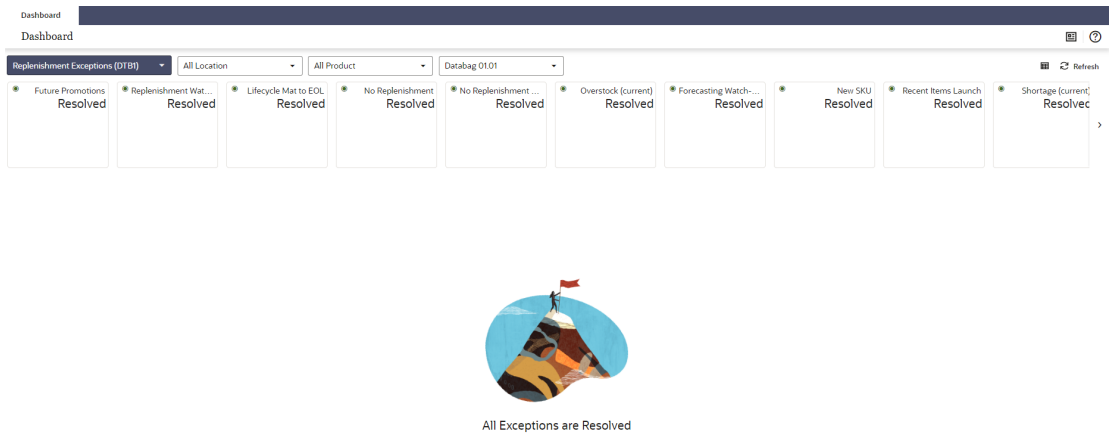 Dashboard
Dashboard
Replenishment Exceptions (DTB1) All Location All Product Databag 01.01 Refresh
Future Promotions Replenishment Wat... Lifecycle Mat to EOL No Replenishment No Replenishment ... Overstock (current) Forecasting Watch-... New SKU Recent Items Launch Shortage (current)
Resolved Resolved Resolved Resolved Resolved Resolved Resolved Resolved Resolved Resolved
All Exceptions are Resolved